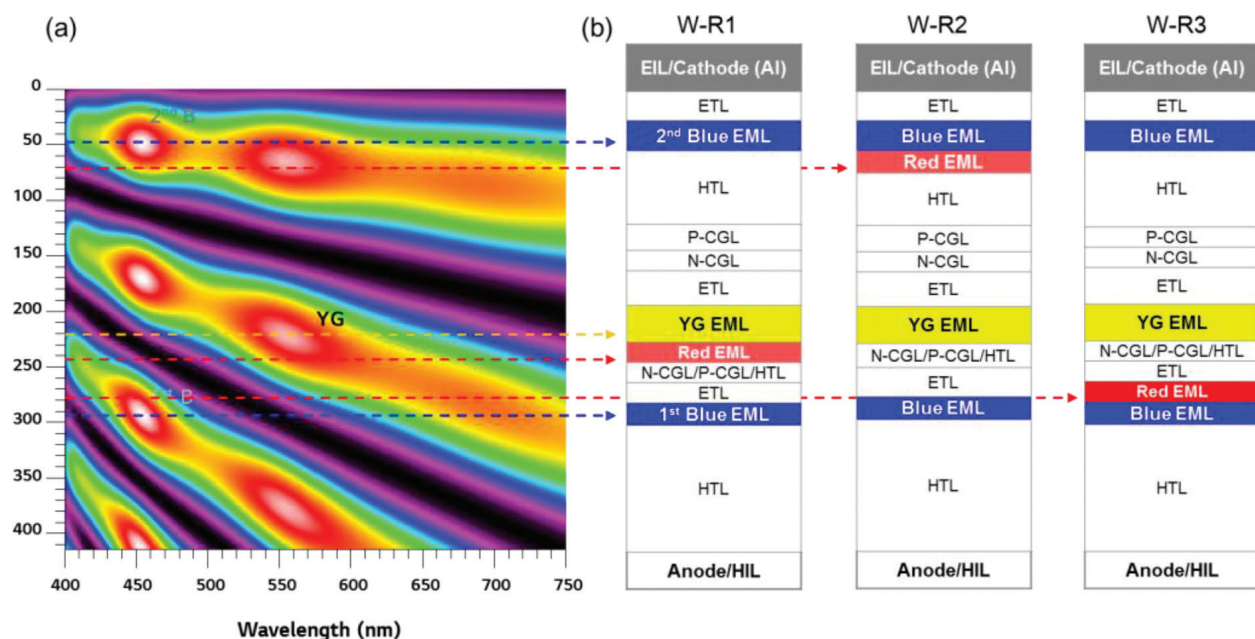 (a)
0
50
100
150
200
250
300
350
400
2nd B
YG
B
400
450
500
550
600
650
700
750
Wavelength (nm)
(b)
W-R1
EIL/Cathode (Al)
ETL
2nd Blue EML
HTL
P-CGL
N-CGL
ETL
YG EML
Red EML
N-CGL/P-CGL/HTL
ETL
1st Blue EML
HTL
Anode/HIL
W-R2
EIL/Cathode (Al)
ETL
Blue EML
Red EML
HTL
P-CGL
N-CGL
ETL
YG EML
N-CGL/P-CGL/HTL
ETL
Blue EML
HTL
Anode/HIL
W-R3
EIL/Cathode (Al)
ETL
Blue EML
HTL
P-CGL
N-CGL
ETL
YG EML
N-CGL/P-CGL/HTL
ETL
Red EML
Blue EML
HTL
Anode/HIL